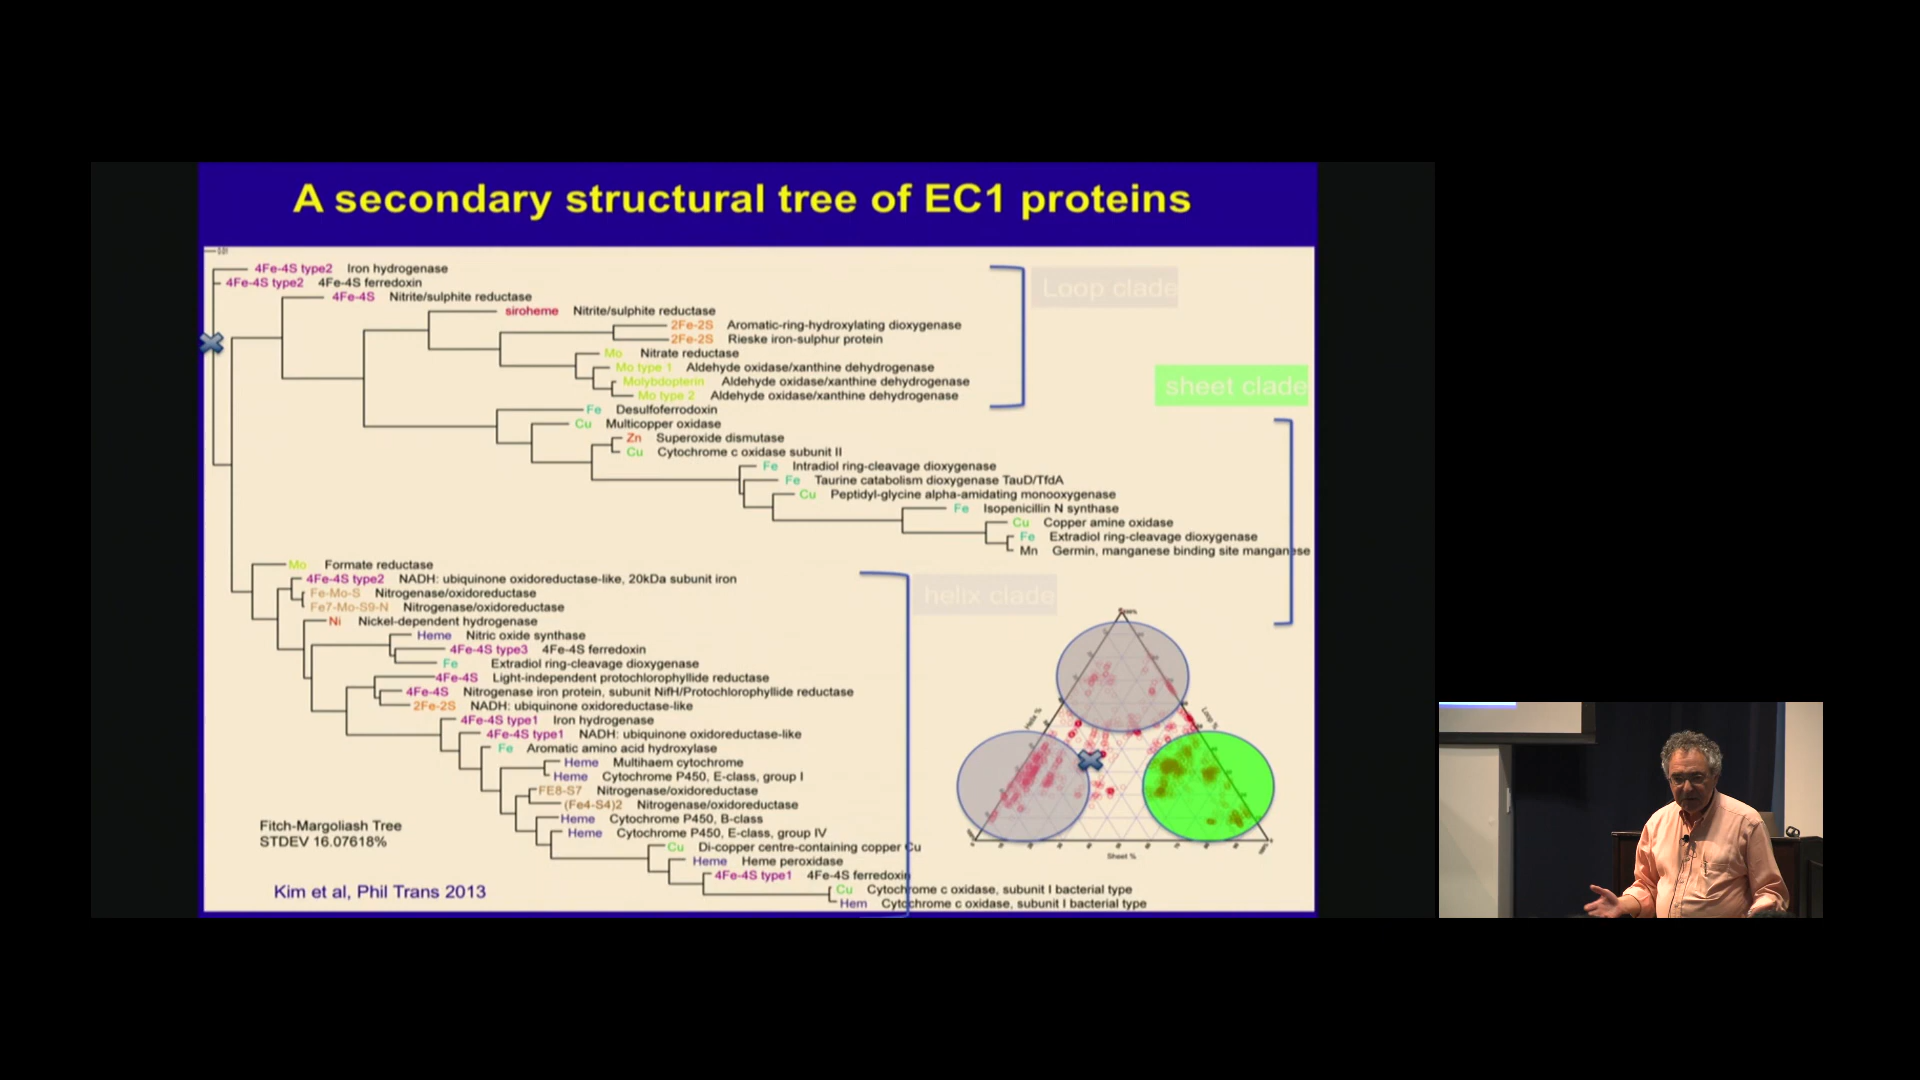 A secondary structural tree of EC1 proteins
0.01
4Fe-4S type2 Iron hydrogenase
4Fe-4S type2 4Fe-4S ferredoxin
4Fe-4S Nitrite/sulphite reductase
siroheme Nitrite/sulphite reductase
2Fe-2S Aromatic-ring-hydroxylating dioxygenase
2Fe-2S Rieske iron-sulphur protein
Mo Nitrate reductase
Mo type 1 Aldehyde oxidase/xanthine dehydrogenase
Molybdopterin Aldehyde oxidase/xanthine dehydrogenase
Mo type 2 Aldehyde oxidase/xanthine dehydrogenase
Loop clade
sheet clade
Fe Desulfoferrodoxin
Cu Multicopper oxidase
Zn Superoxide dismutase
Cu Cytochrome c oxidase subunit II
Fe Intradiol ring-cleavage dioxygenase
Fe Taurine catabolism dioxygenase TauD/TfdA
Cu Peptidyl-glycine alpha-amidating monooxygenase
Fe Isopenicillin N synthase
Cu Copper amine oxidase
Fe Extradiol ring-cleavage dioxygenase
Mn Germin, manganese binding site manganese
Mo Formate reductase
4Fe-4S type2 NADH: ubiquinone oxidoreductase-like, 20kDa subunit iron
Fe-Mo-S Nitrogenase/oxidoreductase
Fe7-Mo-S9-N Nitrogenase/oxidoreductase
helix clade
Ni Nickel-dependent hydrogenase
Heme Nitric oxide synthase
4Fe-4S type3 4Fe-4S ferredoxin
Fe Extradiol ring-cleavage dioxygenase
4Fe-4S Light-independent protochlorophyllide reductase
4Fe-4S Nitrogenase iron protein, subunit NifH/Protochlorophyllide reductase
2Fe-2S NADH: ubiquinone oxidoreductase-like
4Fe-4S type1 Iron hydrogenase
4Fe-4S type1 NADH: ubiquinone oxidoreductase-like
Fe Aromatic amino acid hydroxylase
Heme Multihaem cytochrome
Heme Cytochrome P450, E-class, group I
FE8-S7 Nitrogenase/oxidoreductase
(Fe4-S4)2 Nitrogenase/oxidoreductase
Heme Cytochrome P450, B-class
Heme Cytochrome P450, E-class, group IV
Cu Di-copper centre-containing copper Cu
Heme Heme peroxidase
4Fe-4S type1 4Fe-4S ferredoxin
Cu Cytochrome c oxidase, subunit I bacterial type
Hem Cytochrome c oxidase, subunit I bacterial type
Helix %
Loop %
Sheet %
Fitch-Margoliash Tree
STDEV 16.07618%
Kim et al, Phil Trans 2013